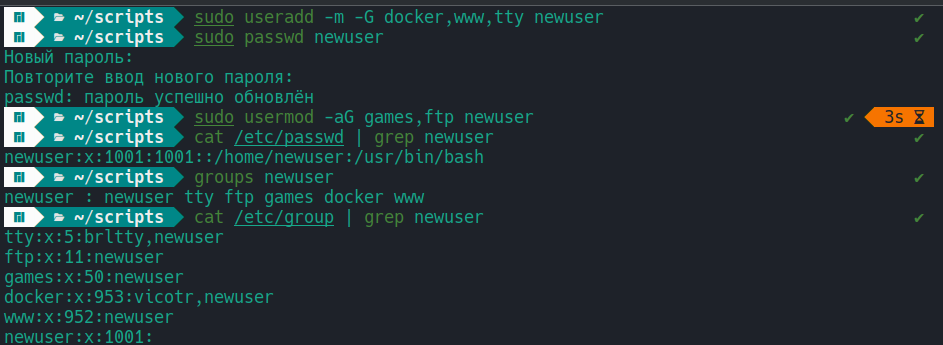 ~/scripts sudo useradd -m -G docker,www,tty newuser ✔
~/scripts sudo passwd newuser ✔
Новый пароль:
Повторите ввод нового пароля:
passwd: пароль успешно обновлён
~/scripts sudo usermod -aG games,ftp newuser ✔ 3s
~/scripts cat /etc/passwd | grep newuser ✔
newuser:x:1001:1001::/home/newuser:/usr/bin/bash
~/scripts groups newuser ✔
newuser : newuser tty ftp games docker www
~/scripts cat /etc/group | grep newuser ✔
tty:x:5:brltty,newuser
ftp:x:11:newuser
games:x:50:newuser
docker:x:953:vicotr,newuser
www:x:952:newuser
newuser:x:1001: